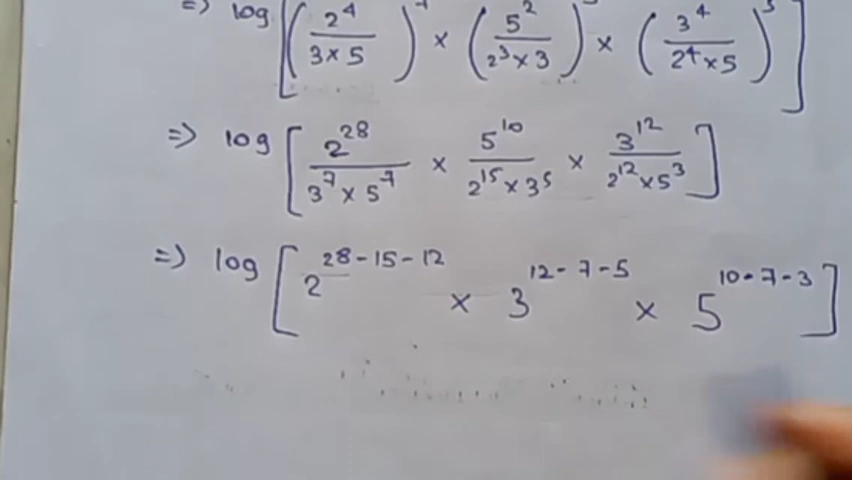 => log [ ( 2^4 / 3 × 5 )^7 × ( 5^2 / 2^3 × 3 ) × ( 3^4 / 2^4 × 5 )^3 ]
=> log [ 2^28 / 3^7 × 5^7 × 5^10 / 2^15 × 3^5 × 3^12 / 2^12 × 5^3 ]
=> log [ 2^28-15-12 × 3^12-7-5 × 5^10-7-3 ]